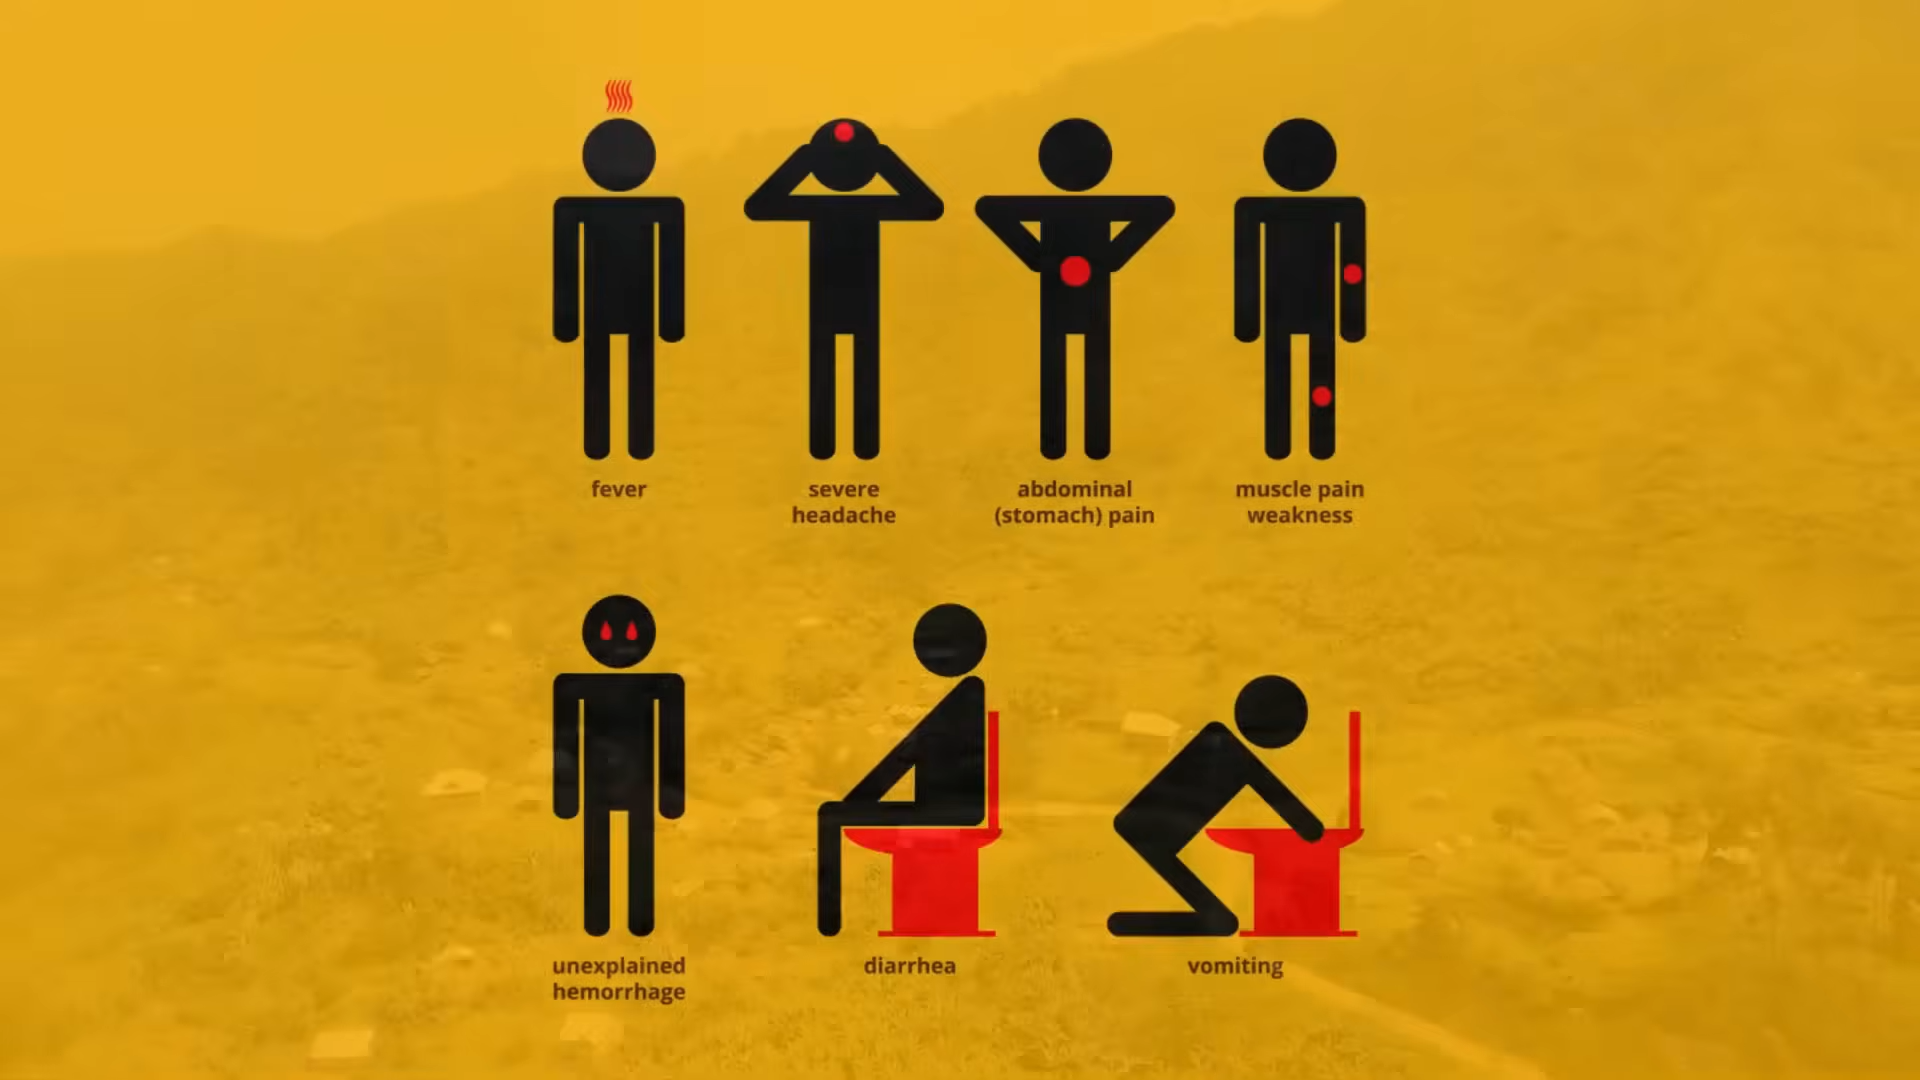 fever
severe
headache
abdominal
(stomach) pain
muscle pain
weakness
unexplained
hemorrhage
diarrhea
vomiting